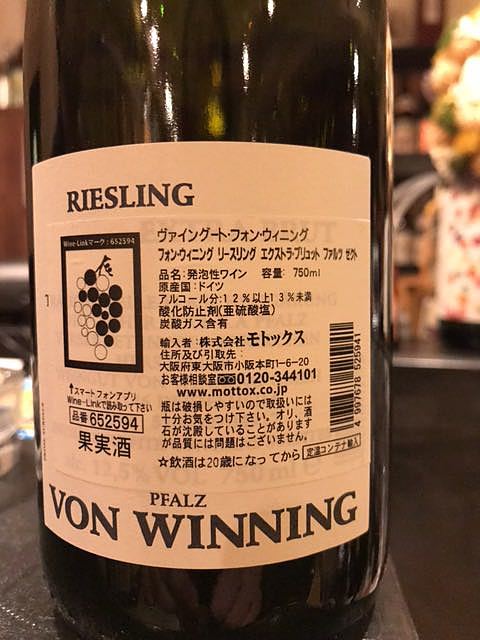 RIESLING
Wine-Linkマーク:652594
ヴァイングート・フォン・ウィニング
フォン・ウィニング リースリング エクストラ・ブリュット ファルツ ゼクト
品名:発泡性ワイン 容量: 750ml
原産国:ドイツ
アルコール分:12%以上13%未満
酸化防止剤(亜硫酸塩)
炭酸ガス含有
輸入者:株式会社モトックス
住所及び引取先:
大阪府東大阪市小阪本町1-6-20
お客様相談室 0120-344101
www.mottox.co.jp
↑スマートフォンアプリ
Wine-Linkで読み取って下さい
品番 652594
果実酒
瓶は破損しやすいので取扱いには
十分お気をつけ下さい。オリ、酒
石が沈殿していることがあります
が品質には問題はございません。
定温コンテナ輸入
☆飲酒は20歳になってから
4 997678 525941
12,5% VOL 750 ml
PFALZ
VON WINNING